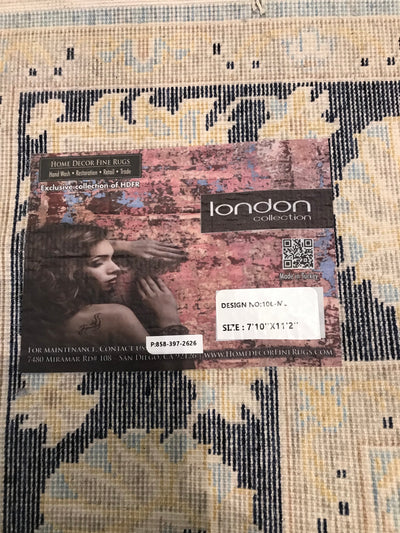 HOME DECOR FINE RUGS
Hand Wash • Restoration • Retail • Trade
Exclusive collection of HDFR
london
collection
Made in Turkey
DESIGN NO:
SIZE : 7'10"X11'2"
P:858-397-2626
FOR MAINTENANCE, CONTACT US
7480 MIRAMAR RD# 108 - SAN DIEGO, CA 92126 | WWW.HOMEDECORFINERUGS.COM